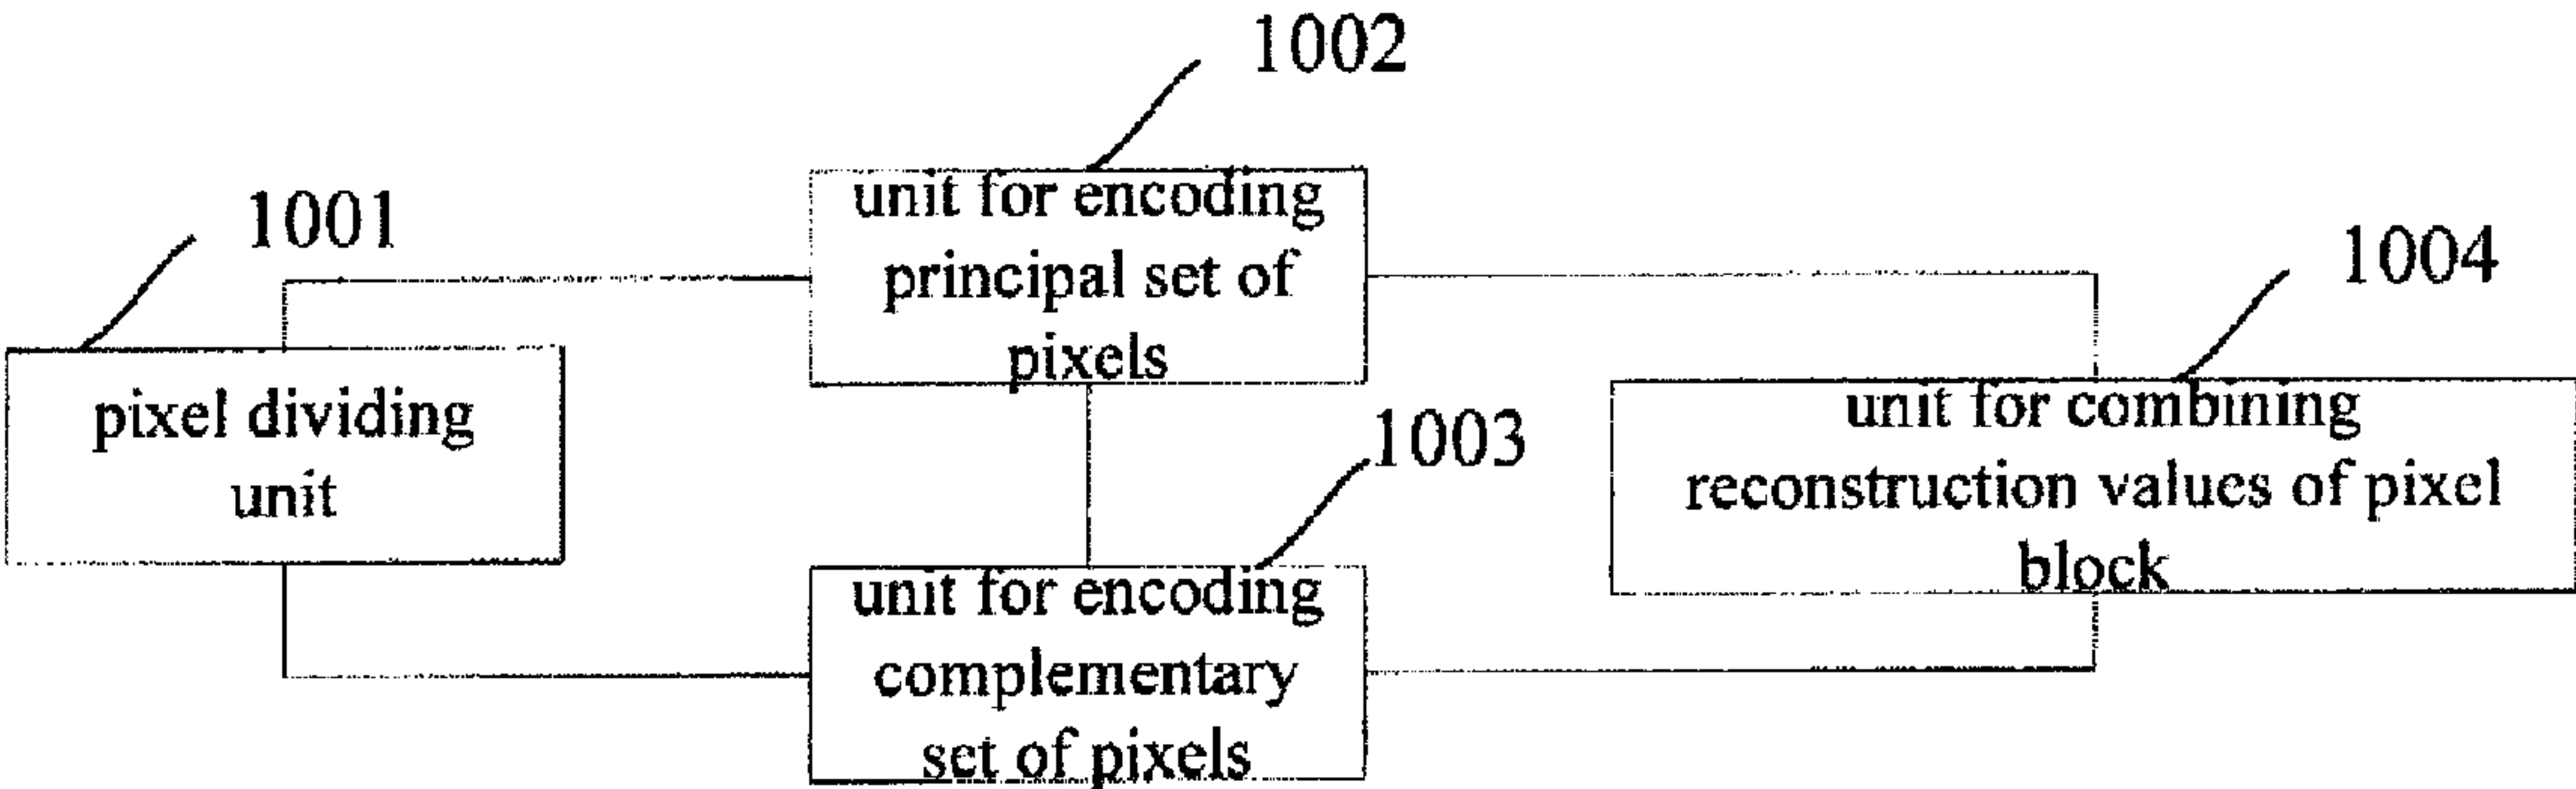 1002
unit for encoding
principal set of
pixels
1001
pixel dividing
unit
1004
unit for combining
reconstruction values of pixel
block
1003
unit for encoding
complementary
set of pixels